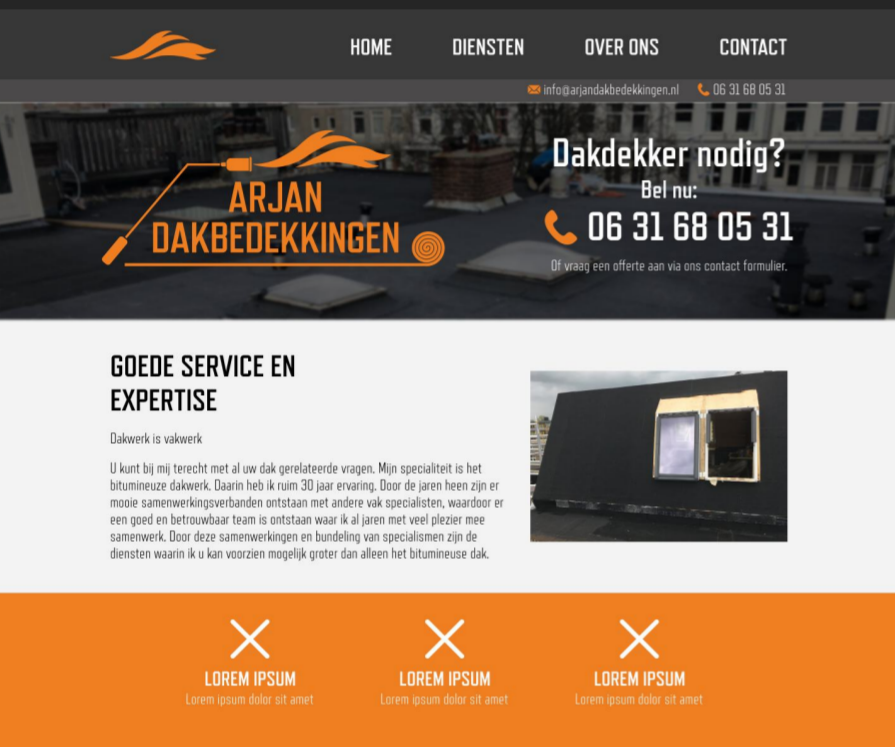 HOME DIENSTEN OVER ONS CONTACT
info@arjandakbedekkingen.nl 06 31 68 05 31
ARJAN
DAKBEDEKKINGEN
Dakdekker nodig?
Bel nu:
06 31 68 05 31
Of vraag een offerte aan via ons contact formulier.
GOEDE SERVICE EN
EXPERTISE
Dakwerk is vakwerk
U kunt bij mij terecht met al uw dak gerelateerde vragen. Mijn specialiteit is het
bitumineuze dakwerk. Daarin heb ik ruim 30 jaar ervaring. Door de jaren heen zijn er
mooie samenwerkingsverbanden ontstaan met andere vak specialisten, waardoor er
een goed en betrouwbaar team is ontstaan waar ik al jaren met veel plezier mee
samenwerk. Door deze samenwerkingen en bundeling van specialismen zijn de
diensten waarin ik u kan voorzien mogelijk groter dan alleen het bitumineuse dak.
LOREM IPSUM
Lorem ipsum dolor sit amet
LOREM IPSUM
Lorem ipsum dolor sit amet
LOREM IPSUM
Lorem ipsum dolor sit amet